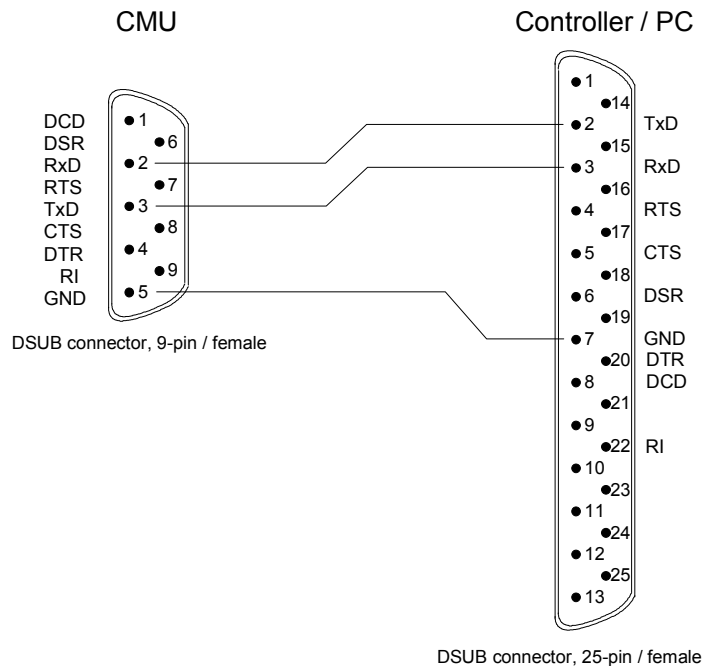 CMU
Controller / PC
DCD
DSR
RxD
RTS
TxD
CTS
DTR
RI
GND
1
6
2
7
3
8
4
9
5
DSUB connector, 9-pin / female
1
14
2
TxD
15
3
RxD
16
4
RTS
17
5
CTS
18
6
DSR
19
7
GND
20
DTR
8
DCD
21
9
22
RI
10
23
11
24
12
25
13
DSUB connector, 25-pin / female